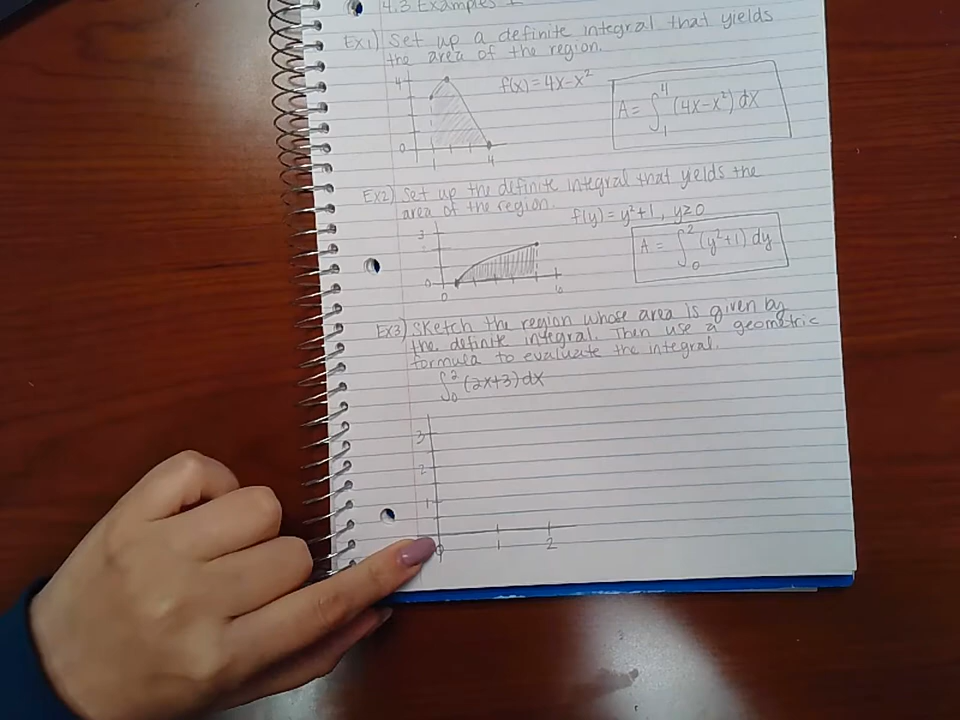 4.3 Examples
Ex1) Set up a definite integral that yields
the area of the region.
4
f(x) = 4x-x²
A = ∫₁⁴ (4x-x²) dx
0
1
4
Ex2) set up the definite integral that yields the
area of the region.
f(y) = y²+1, y≥0
3
A = ∫₀² (y²+1) dy
0
0
6
Ex3) Sketch the region whose area is given by
the definite integral. Then use a geometric
formula to evaluate the integral.
∫₀² (2x+3) dx
3
2
1
1
2